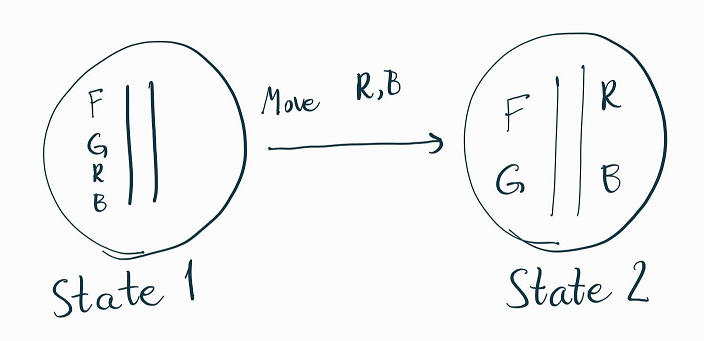 F
G
R
B
State 1
Move R,B
F R
G B
State 2